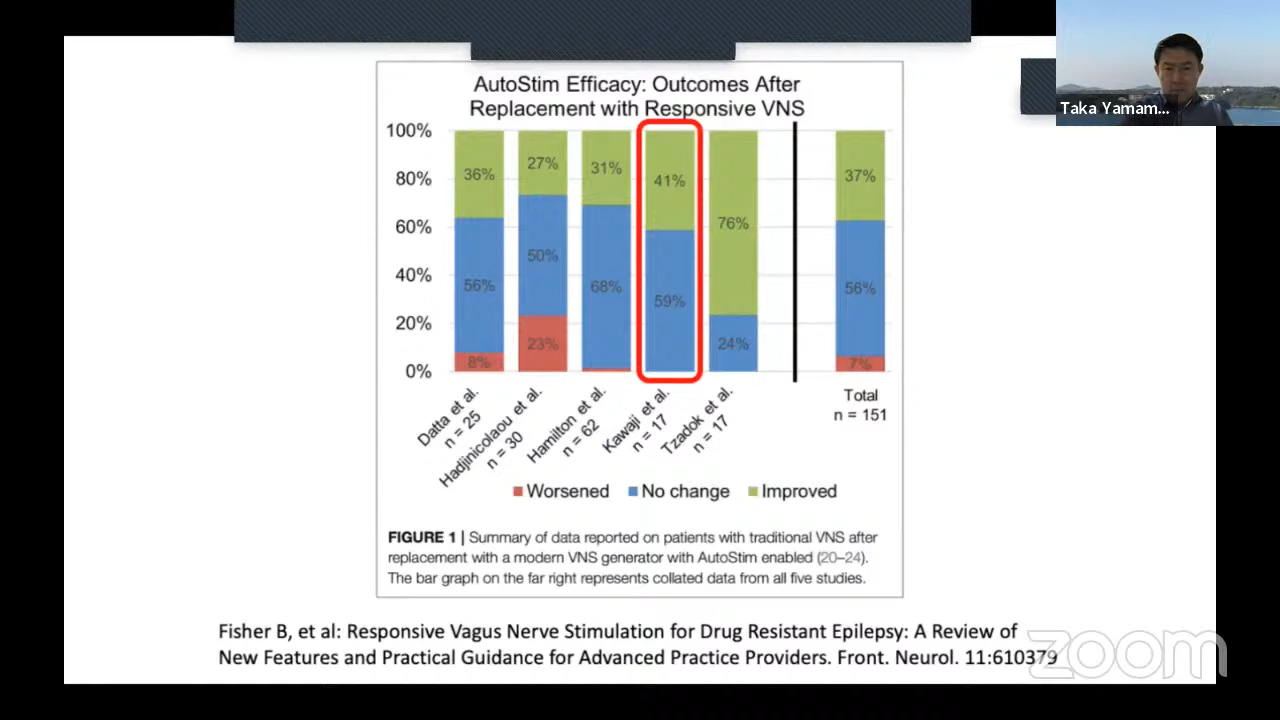 AutoStim Efficacy: Outcomes After
Replacement with Responsive VNS
100%
80%
60%
40%
20%
0%
36%
56%
8%
27%
50%
23%
31%
68%
41%
59%
76%
24%
37%
56%
7%
Datta et al.
n = 25
Hadjinicolaou et al.
n = 30
Hamilton et al.
n = 62
Kawaji et al.
n = 17
Tzadok et al.
n = 17
Total
n = 151
Worsened No change Improved
FIGURE 1 | Summary of data reported on patients with traditional VNS after
replacement with a modern VNS generator with AutoStim enabled (20–24).
The bar graph on the far right represents collated data from all five studies.
Fisher B, et al: Responsive Vagus Nerve Stimulation for Drug Resistant Epilepsy: A Review of
New Features and Practical Guidance for Advanced Practice Providers. Front. Neurol. 11:610379
Taka Yamam...
zoom